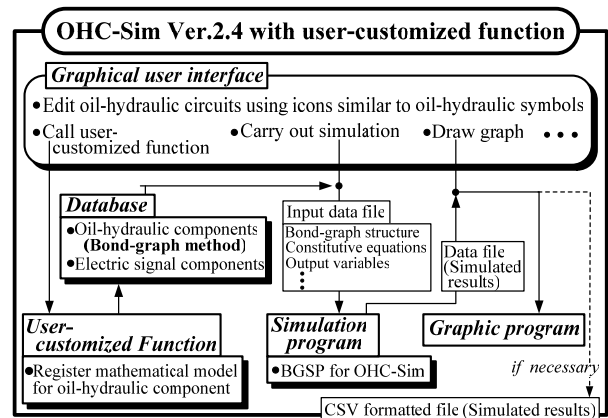 OHC-Sim Ver.2.4 with user-customized function
Graphical user interface
●Edit oil-hydraulic circuits using icons similar to oil-hydraulic symbols
●Call user-customized function
●Carry out simulation
●Draw graph
● ● ●
Database
●Oil-hydraulic components
(Bond-graph method)
●Electric signal components
Input data file
Bond-graph structure
Constitutive equations
Output variables
Data file
(Simulated
results)
User-
customized Function
●Register mathematical model
for oil-hydraulic component
Simulation
program
●BGSP for OHC-Sim
Graphic program
if necessary
CSV formatted file (Simulated results)